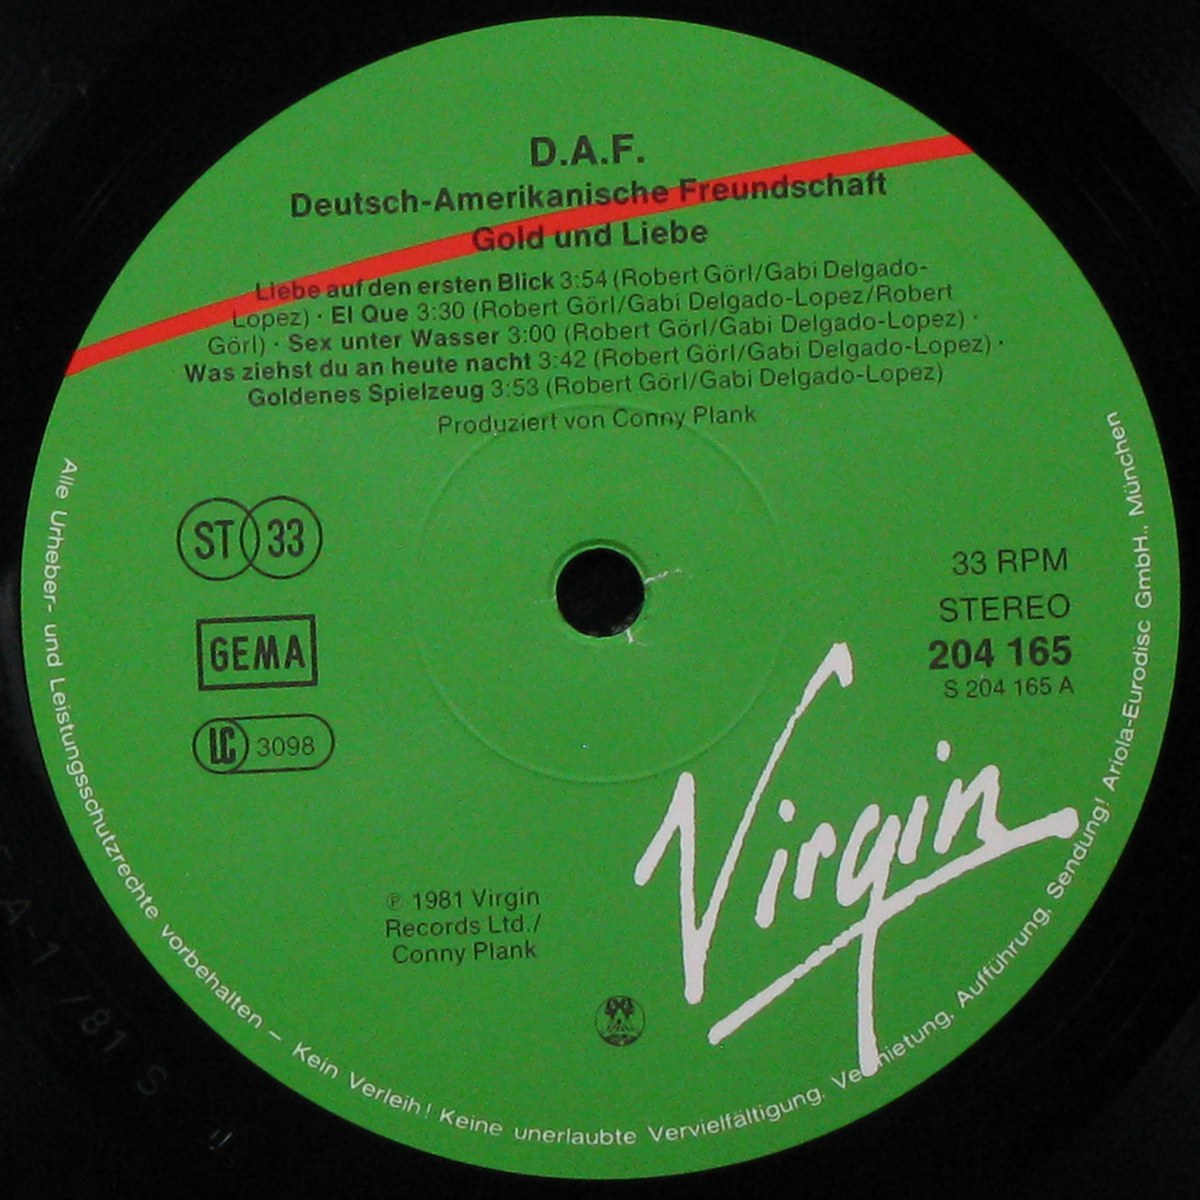 D.A.F.
Deutsch-Amerikanische Freundschaft
Gold und Liebe
Liebe auf den ersten Blick 3:54 (Robert Görl/Gabi Delgado-
Lopez) · El Que 3:30 (Robert Görl/Gabi Delgado-Lopez/Robert
Görl) · Sex unter Wasser 3:00 (Robert Görl/Gabi Delgado-Lopez) ·
Was ziehst du an heute nacht 3:42 (Robert Görl/Gabi Delgado-Lopez) ·
Goldenes Spielzeug 3:53 (Robert Görl/Gabi Delgado-Lopez)
Produziert von Conny Plank
ST 33
GEMA
LC 3098
33 RPM
STEREO
204 165
S 204 165 A
Virgin
℗ 1981 Virgin
Records Ltd./
Conny Plank
Alle Urheber- und Leistungsschutzrechte vorbehalten – Kein Verleih! Keine unerlaubte Vervielfältigung, Vermietung, Aufführung, Sendung! Ariola-Eurodisc GmbH., München